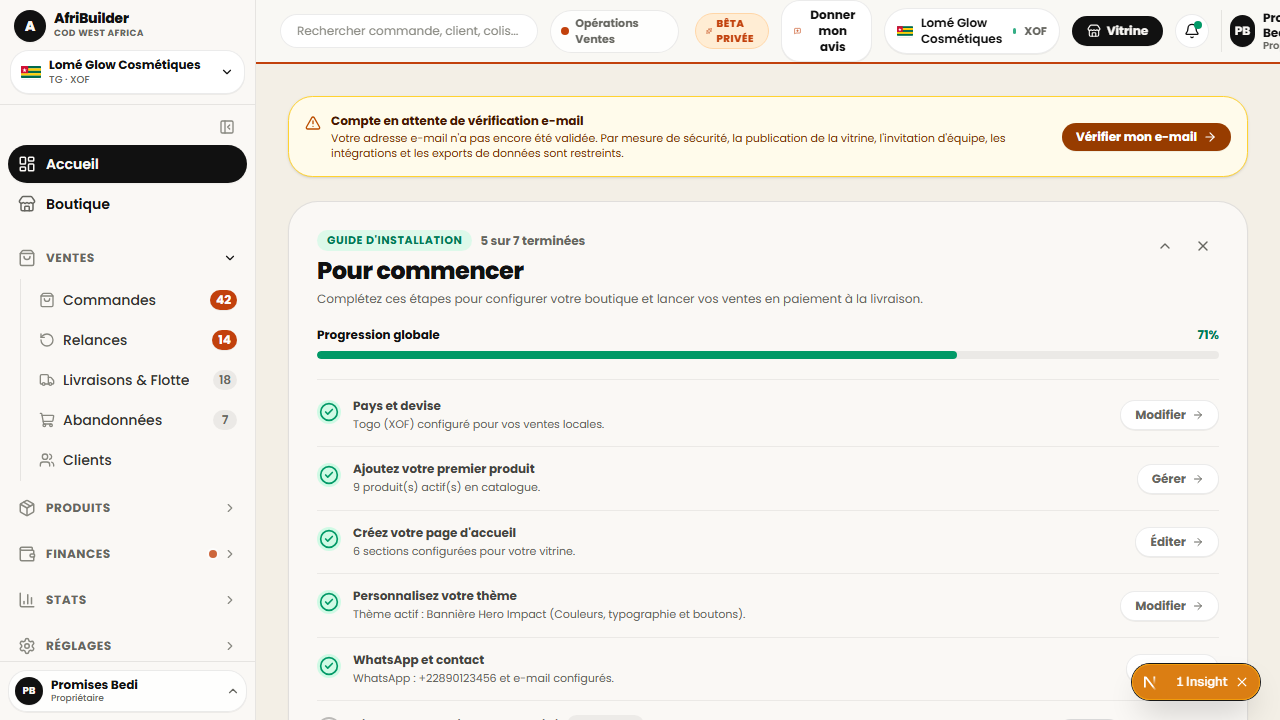 A
AfriBuilder
COD WEST AFRICA
Lomé Glow Cosmétiques
TG · XOF
Rechercher commande, client, colis...
Opérations
Ventes
BÊTA
PRIVÉE
Donner
mon
avis
Lomé Glow
Cosmétiques
XOF
Vitrine
PB
Accueil
Boutique
VENTES
Commandes 42
Relances 14
Livraisons & Flotte 18
Abandonnées 7
Clients
PRODUITS
FINANCES
STATS
RÉGLAGES
PB
Promises Bedi
Propriétaire
Compte en attente de vérification e-mail
Votre adresse e-mail n'a pas encore été validée. Par mesure de sécurité, la publication de la vitrine, l'invitation d'équipe, les
intégrations et les exports de données sont restreints.
Vérifier mon e-mail
GUIDE D'INSTALLATION 5 sur 7 terminées
Pour commencer
Complétez ces étapes pour configurer votre boutique et lancer vos ventes en paiement à la livraison.
Progression globale 71%
Pays et devise
Togo (XOF) configuré pour vos ventes locales.
Modifier
Ajoutez votre premier produit
9 produit(s) actif(s) en catalogue.
Gérer
Créez votre page d'accueil
6 sections configurées pour votre vitrine.
Éditer
Personnalisez votre thème
Thème actif : Bannière Hero Impact (Couleurs, typographie et boutons).
Modifier
WhatsApp et contact
WhatsApp : +22890123456 et e-mail configurés.
N 1 Insight